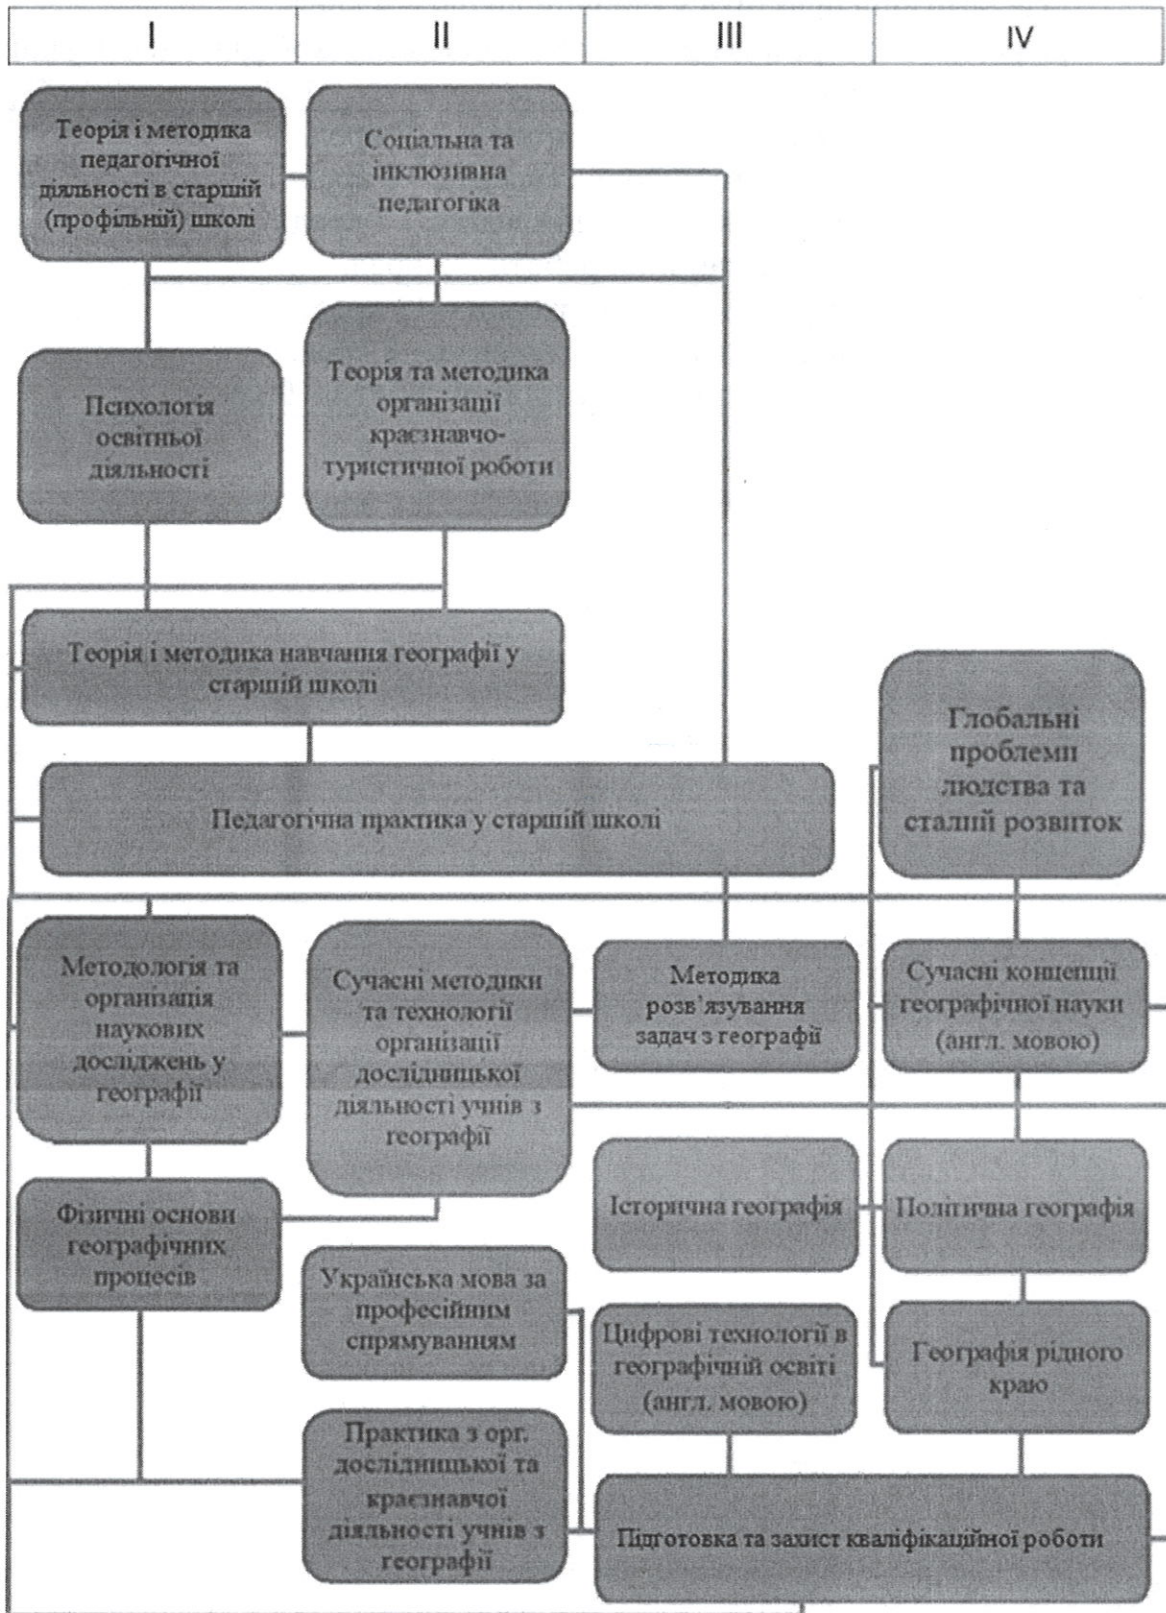 I
II
III
IV
Теорія і методика
педагогічної
діяльності в старшій
(профільній) школі
Соціальна та
інклюзивна
педагогіка
Психологія
освітньої
діяльності
Теорія та методика
організації
краєзнавчо-
туристичної роботи
Теорія і методика навчання географії у
старшій школі
Глобальні
проблеми
людства та
сталий розвиток
Педагогічна практика у старшій школі
Методологія та
організація
наукових
досліджень у
географії
Сучасні методики
та технології
організації
дослідницької
діяльності учнів з
географії
Методика
розв’язування
задач з географії
Сучасні концепції
географічної науки
(англ. мовою)
Фізичні основи
географічних
процесів
Історична географія
Політична географія
Українська мова за
професійним
спрямуванням
Цифрові технології в
географічній освіті
(англ. мовою)
Географія рідного
краю
Практика з орг.
дослідницької та
краєзнавчої
діяльності учнів з
географії
Підготовка та захист кваліфікаційної роботи